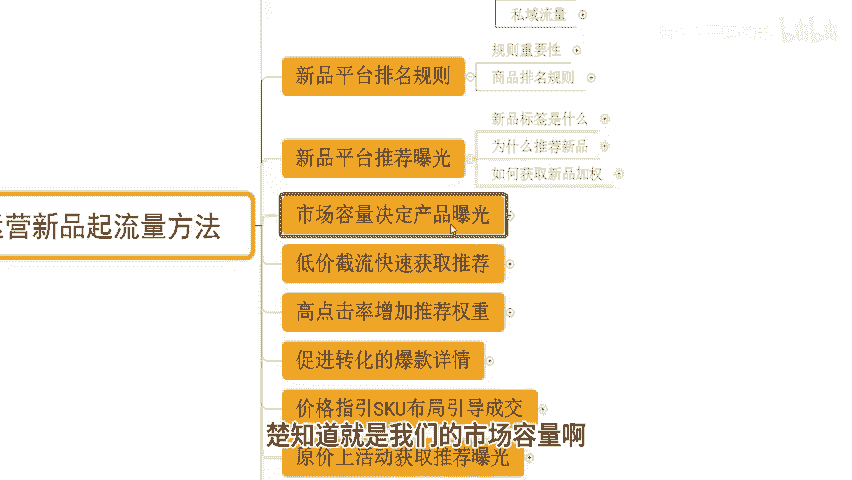 私域流量
规则重要性
新品平台排名规则
商品排名规则
新品标签是什么
新品平台推荐曝光
为什么推荐新品
如何获取新品加权
市场容量决定产品曝光
运营新品起流量方法
低价截流快速获取推荐
高点击率增加推荐权重
促进转化的爆款详情
价格指引SKU布局引导成交
楚知道就是我们的市场容量啊
原价上活动获取推荐曝光